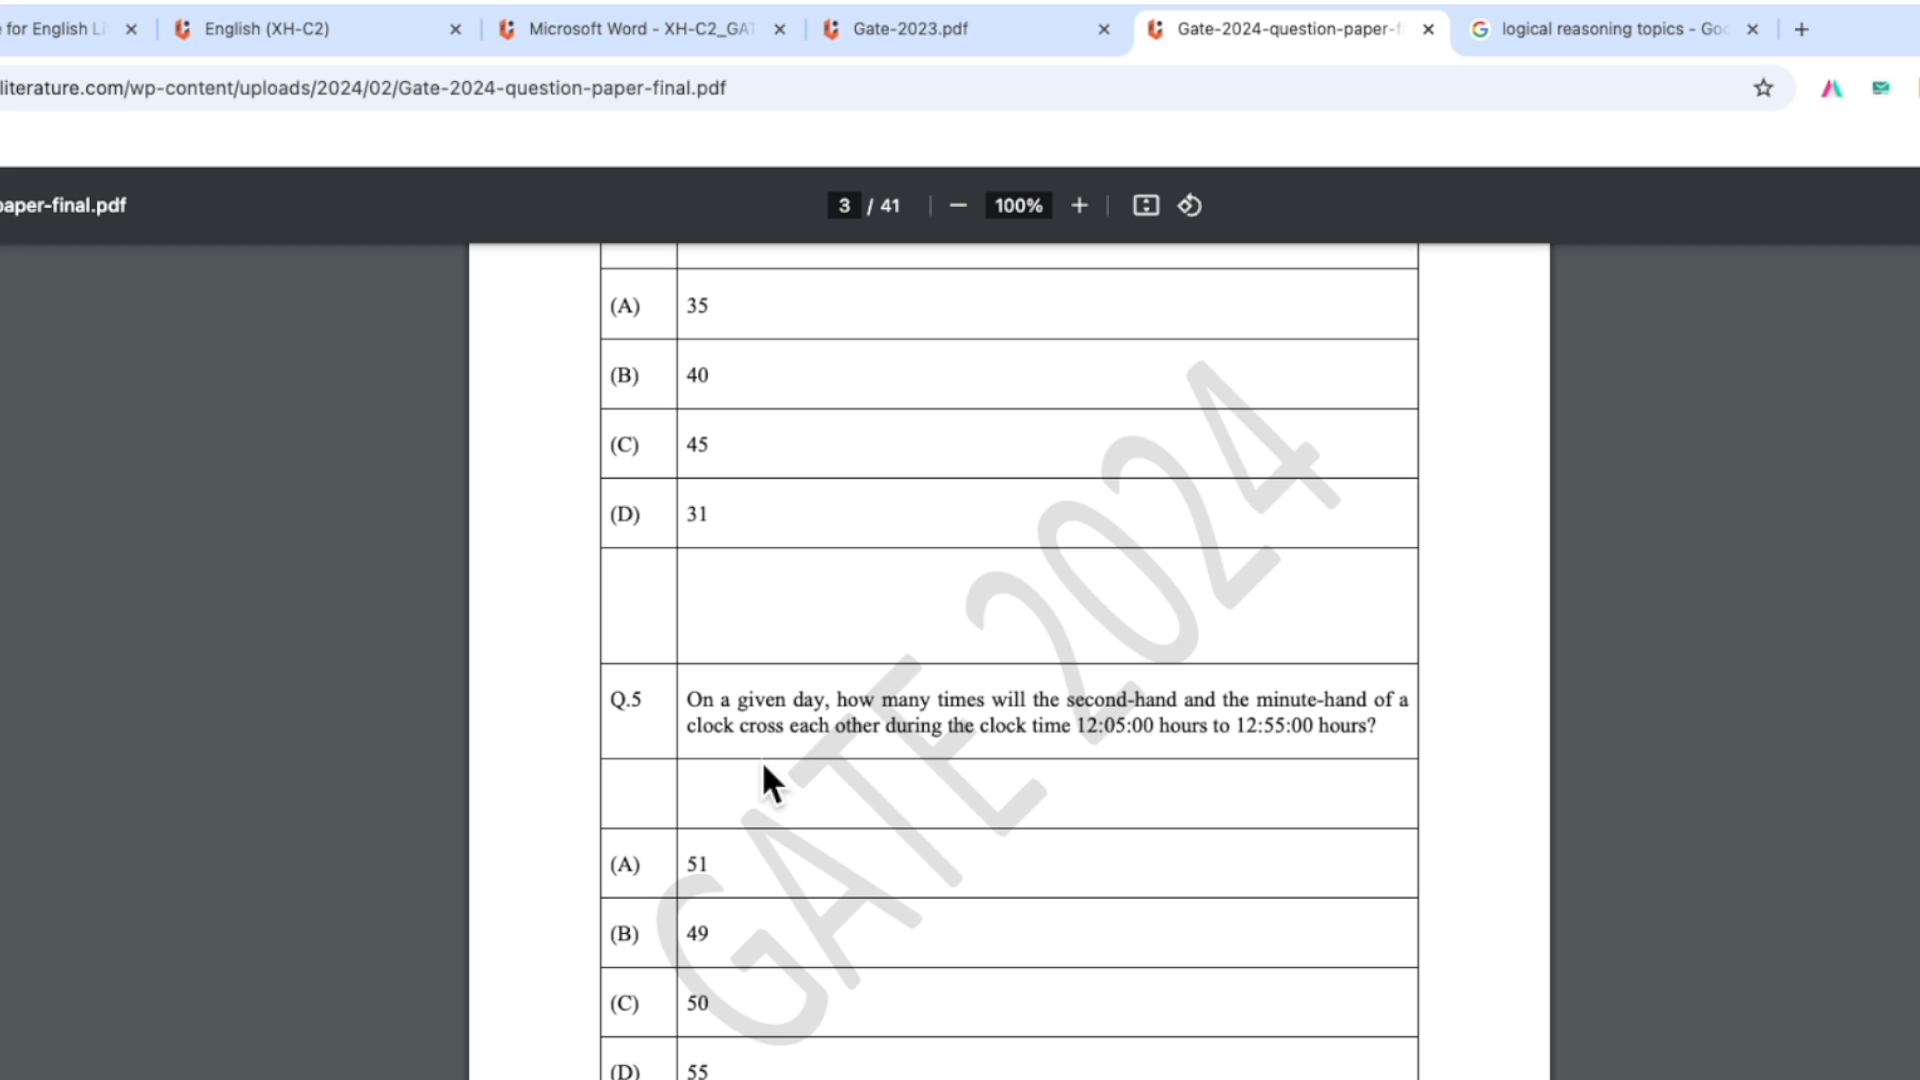 e for English Li
English (XH-C2)
Microsoft Word - XH-C2_GAT
Gate-2023.pdf
Gate-2024-question-paper-f
logical reasoning topics - Goo
literature.com/wp-content/uploads/2024/02/Gate-2024-question-paper-final.pdf
paper-final.pdf
3 / 41
100%
(A) 35
(B) 40
(C) 45
(D) 31
Q.5 On a given day, how many times will the second-hand and the minute-hand of a
clock cross each other during the clock time 12:05:00 hours to 12:55:00 hours?
(A) 51
(B) 49
(C) 50
(D) 55
GATE 2024